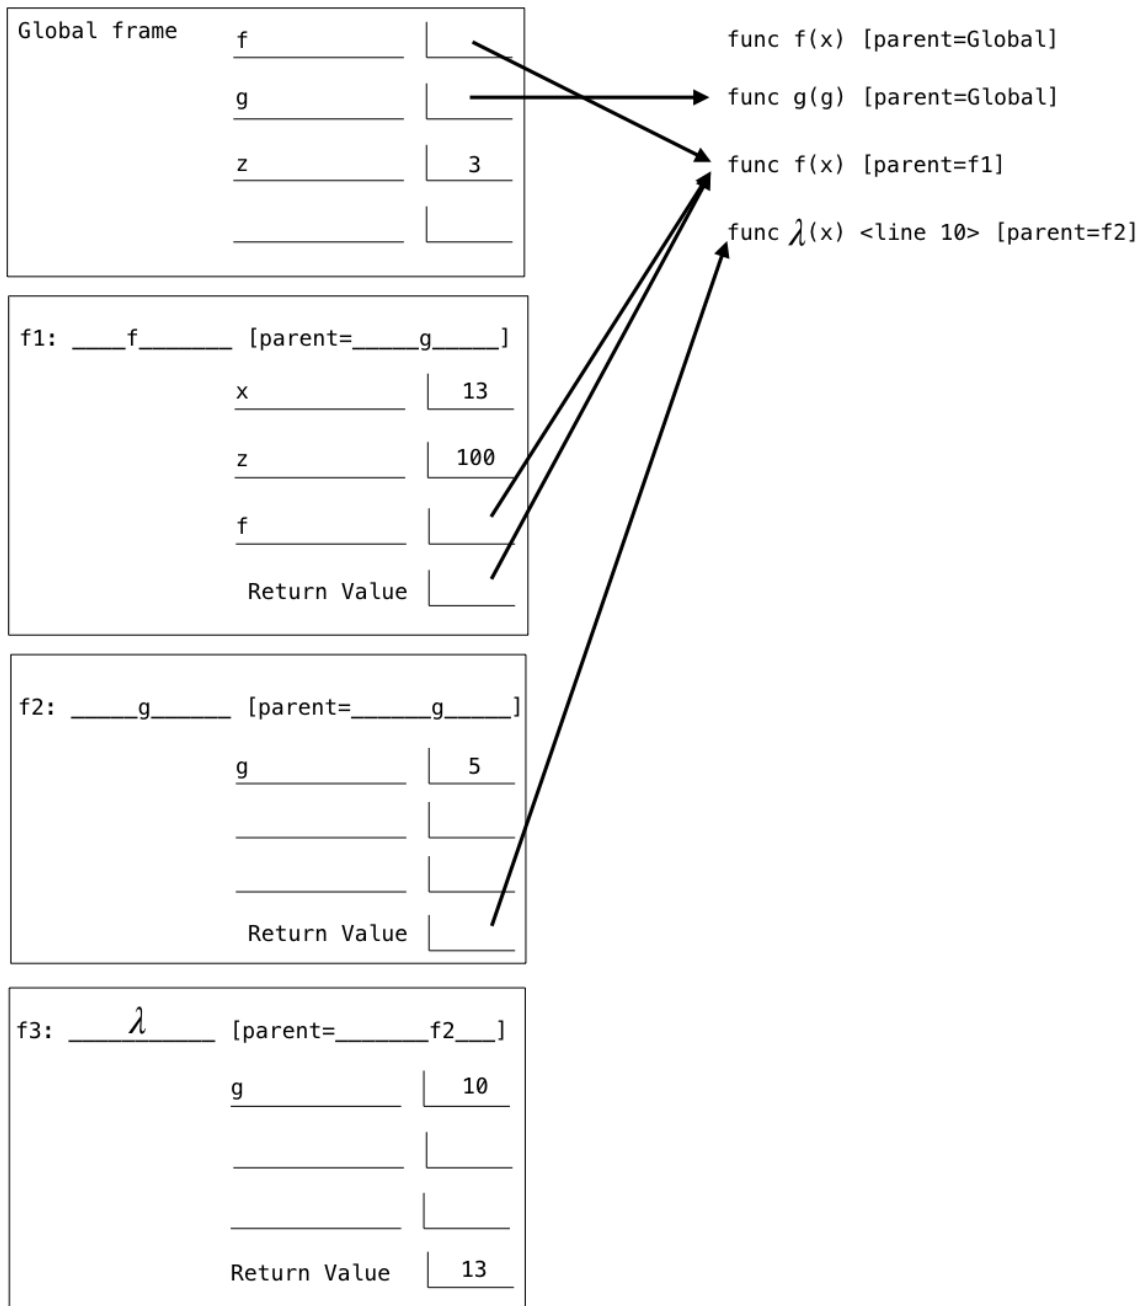 Global frame
f
func f(x) [parent=Global]
g
func g(g) [parent=Global]
z 3
func f(x) [parent=f1]
func λ(x) <line 10> [parent=f2]
f1: ____f_______ [parent=_____g_____]
x 13
z 100
f
Return Value
f2: _____g______ [parent=______g_____]
g 5
Return Value
f3: _____λ_____ [parent=_______f2___]
g 10
Return Value 13